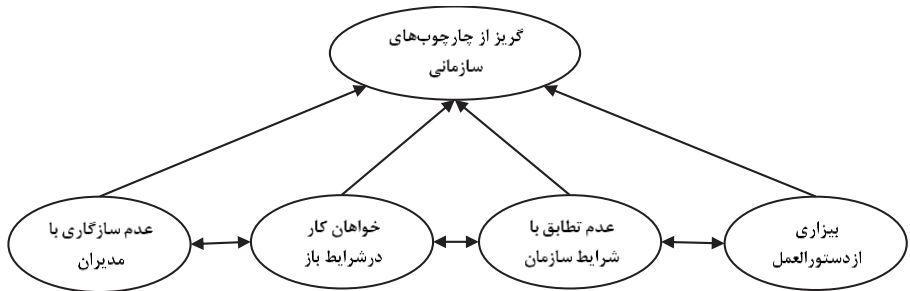 گریز از چارچوب‌های
سازمانی
بیزاری
ازدستورالعمل
عدم تطابق با
شرایط سازمان
خواهان کار
درشرایط باز
عدم سازگاری با
مدیران